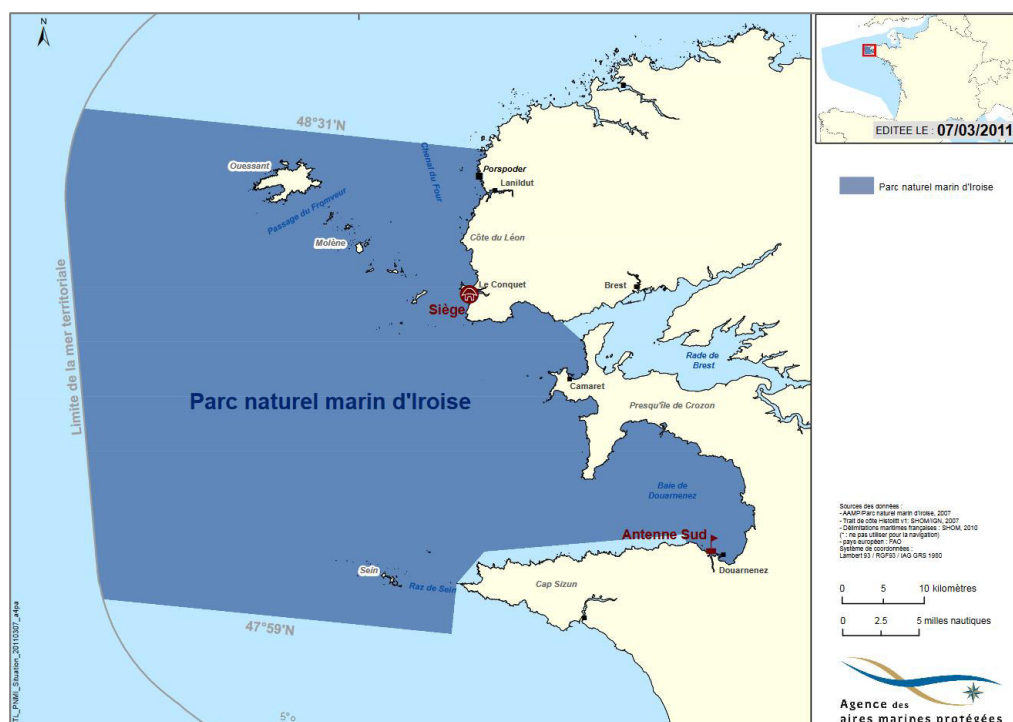 N
48°31'N
Ouessant
Chenal du Four
Porspoder
Lanildut
Passage du Fromveur
Molène
Côte du Léon
Limite de la mer territoriale
Le Conquet
Siège
Brest
Rade de
Brest
Camaret
Parc naturel marin d'Iroise
Presqu'île de Crozon
Baie de
Douarnenez
Antenne Sud
Douarnenez
Sein
Raz de Sein
Cap Sizun
47°59'N
5°
TL_PNMI_Situation_20110307_a4pa
EDITEE LE : 07/03/2011
Parc naturel marin d'Iroise
Sources des données :
- AAMP/Parc naturel marin d'Iroise, 2007
- Trait de côte Histolitt v1: SHOM/IGN, 2007
- Délimitations maritimes françaises : SHOM, 2010
(* : ne pas utiliser pour la navigation)
- pays européen : FAO
Système de coordonnées :
Lambert 93 / RGF93 / IAG GRS 1980
0 5 10 kilomètres
0 2.5 5 milles nautiques
Agence des
aires marines protégées